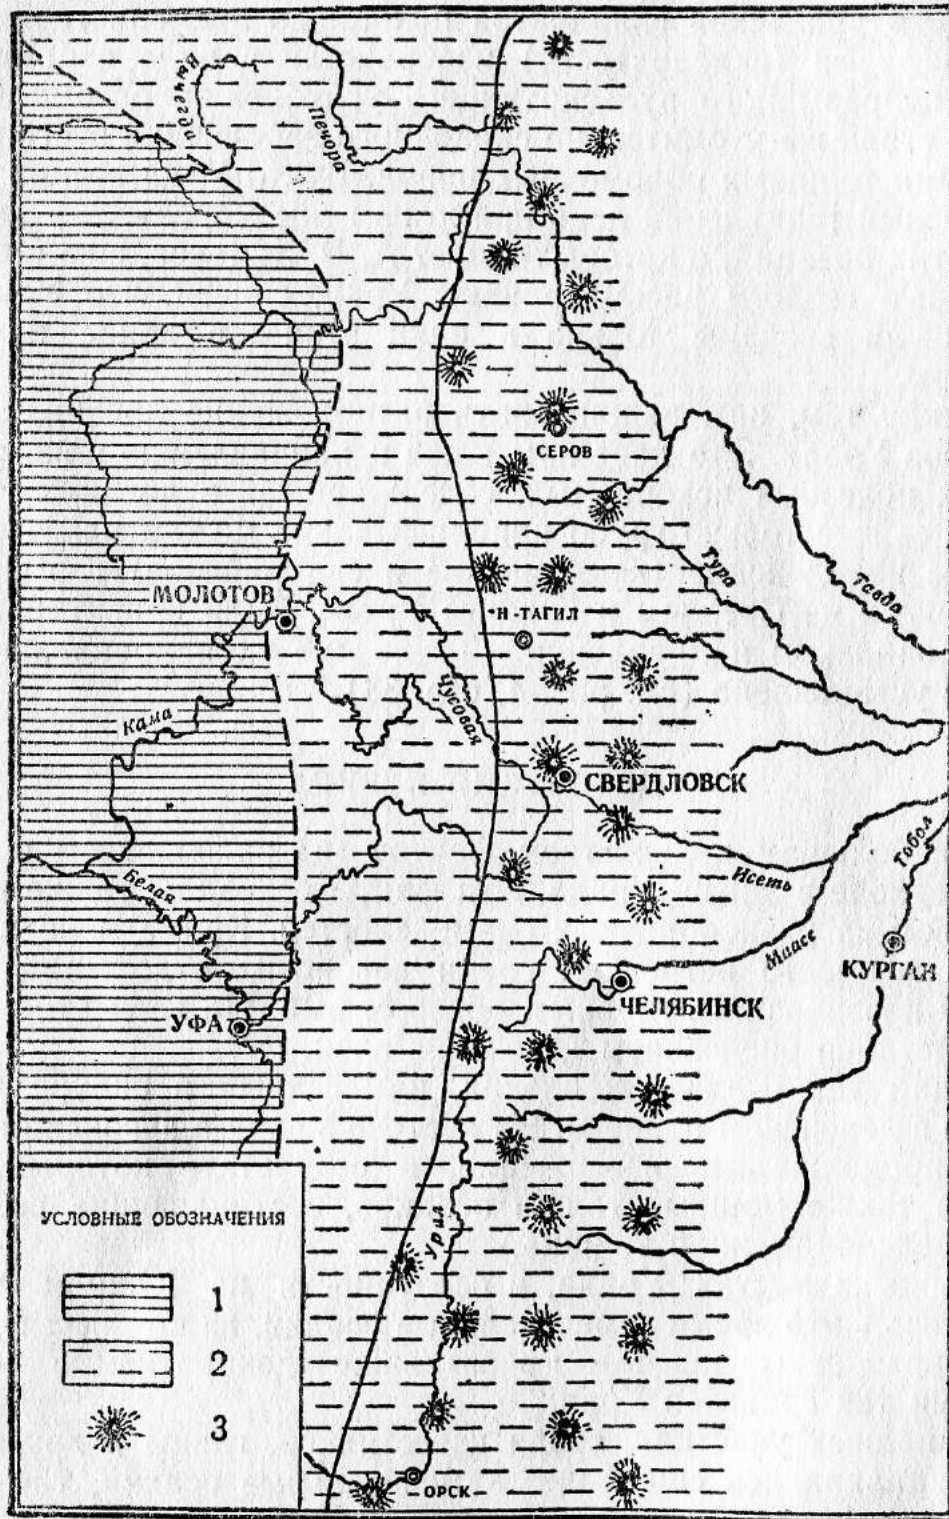 Вычегда
Печора
СЕРОВ
Тура
Тавда
МОЛОТОВ
Н-ТАГИЛ
Чусовая
Кама
СВЕРДЛОВСК
Тобол
Белая
Исеть
Миасс
КУРГАН
ЧЕЛЯБИНСК
УФА
Урал
УСЛОВНЫЕ ОБОЗНАЧЕНИЯ
1
2
3
ОРСК